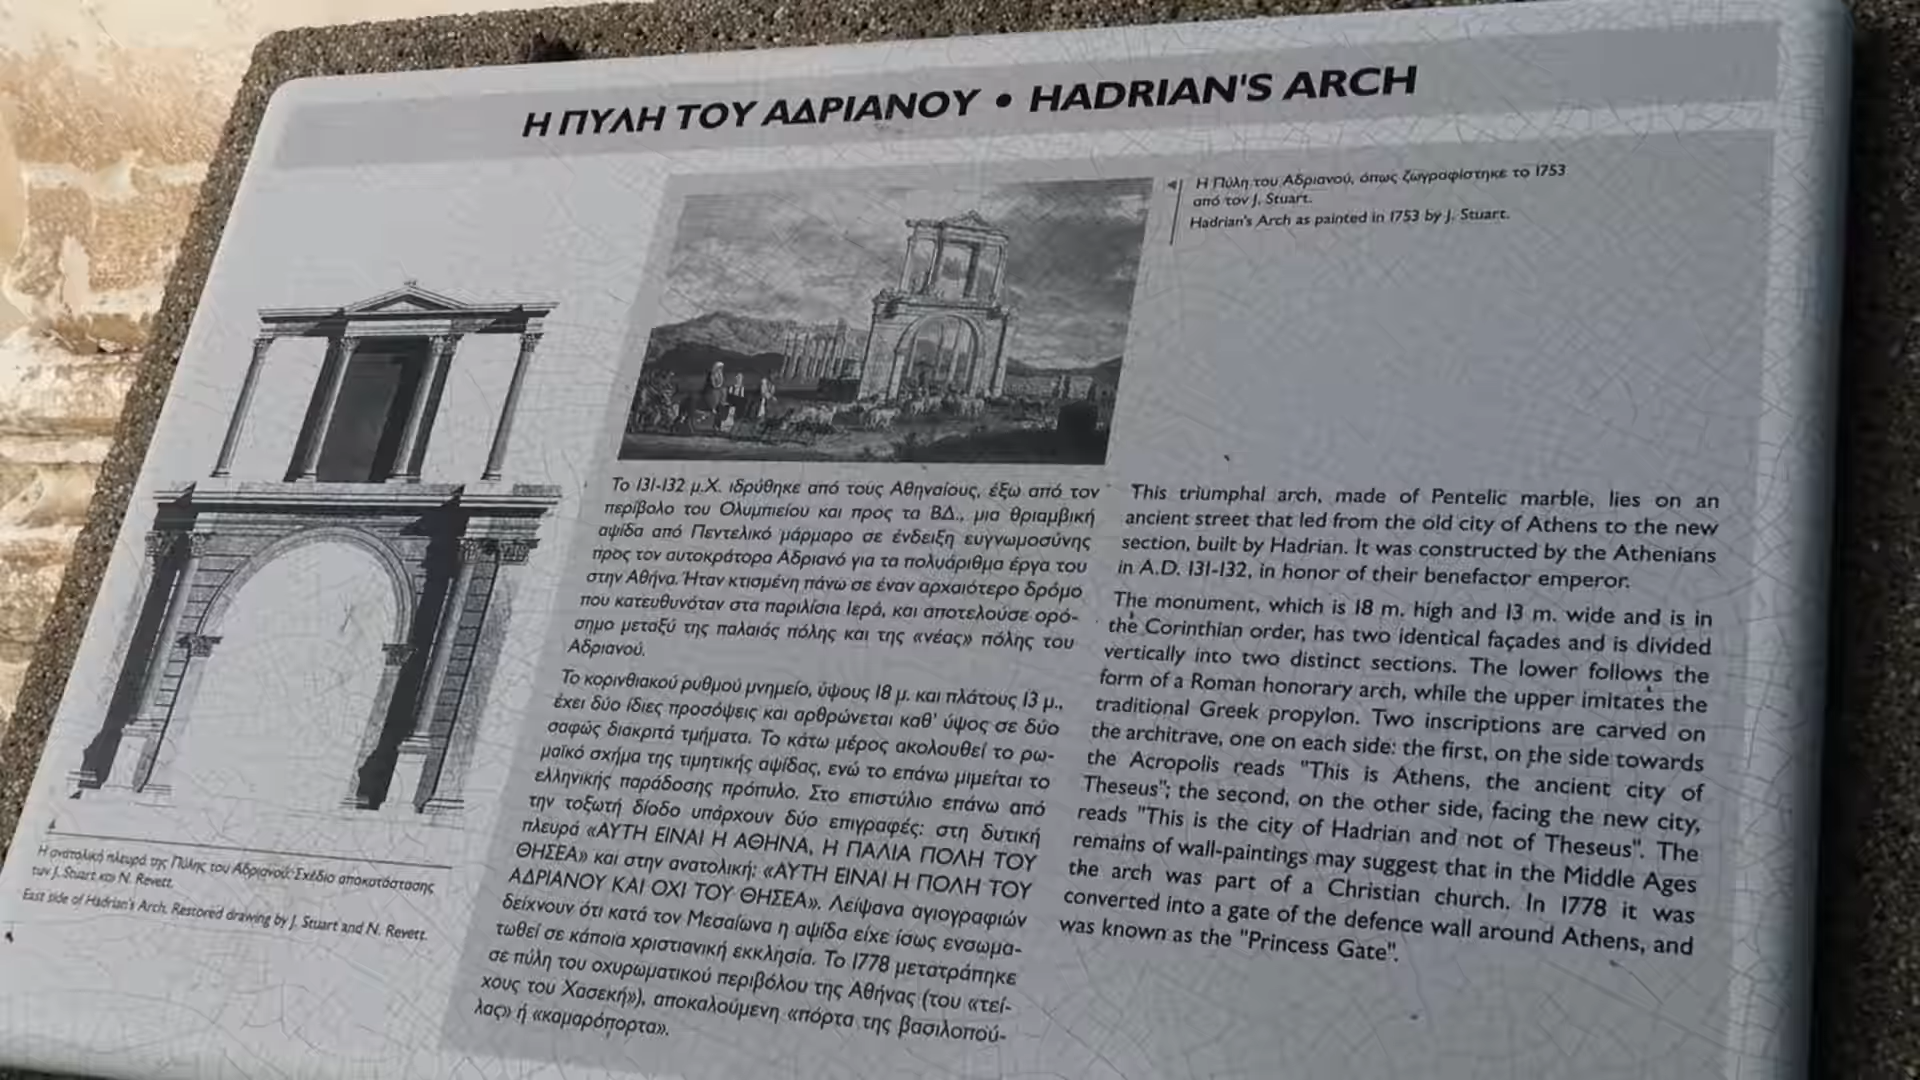 Η ΠΥΛΗ ΤΟΥ ΑΔΡΙΑΝΟΥ • HADRIAN'S ARCH
Η Πύλη του Αδριανού, όπως ζωγραφίστηκε το 1753
από τον J. Stuart.
Hadrian's Arch as painted in 1753 by J. Stuart.
Το 131-132 μ.Χ. ιδρύθηκε από τους Αθηναίους, έξω από τον
περίβολο του Ολυμπιείου και προς τα ΒΔ., μια θριαμβική
αψίδα από Πεντελικό μάρμαρο σε ένδειξη ευγνωμοσύνης
προς τον αυτοκράτορα Αδριανό για τα πολυάριθμα έργα του
στην Αθήνα. Ήταν κτισμένη πάνω σε έναν αρχαιότερο δρόμο
που κατευθυνόταν στα παριλίσια Ιερά, και αποτελούσε ορό-
σημο μεταξύ της παλαιάς πόλης και της «νέας» πόλης του
Αδριανού.
Το κορινθιακού ρυθμού μνημείο, ύψους 18 μ. και πλάτους 13 μ.,
έχει δύο ίδιες προσόψεις και αρθρώνεται καθ' ύψος σε δύο
σαφώς διακριτά τμήματα. Το κάτω μέρος ακολουθεί το ρω-
μαϊκό σχήμα της τιμητικής αψίδας, ενώ το επάνω μιμείται το
ελληνικής παράδοσης πρόπυλο. Στο επιστύλιο επάνω από
την τοξωτή δίοδο υπάρχουν δύο επιγραφές: στη δυτική
πλευρά «ΑΥΤΗ ΕΙΝΑΙ Η ΑΘΗΝΑ, Η ΠΑΛΙΑ ΠΟΛΗ ΤΟΥ
ΘΗΣΕΑ» και στην ανατολική: «ΑΥΤΗ ΕΙΝΑΙ Η ΠΟΛΗ ΤΟΥ
ΑΔΡΙΑΝΟΥ ΚΑΙ ΟΧΙ ΤΟΥ ΘΗΣΕΑ». Λείψανα αγιογραφιών
δείχνουν ότι κατά τον Μεσαίωνα η αψίδα είχε ίσως ενσωμα-
τωθεί σε κάποια χριστιανική εκκλησία. Το 1778 μετατράπηκε
σε πύλη του οχυρωματικού περιβόλου της Αθήνας (του «τεί-
χους του Χασεκή»), αποκαλούμενη «πόρτα της βασιλοπού-
λας» ή «καμαρόπορτα».
This triumphal arch, made of Pentelic marble, lies on an
ancient street that led from the old city of Athens to the new
section, built by Hadrian. It was constructed by the Athenians
in A.D. 131-132, in honor of their benefactor emperor.
The monument, which is 18 m. high and 13 m. wide and is in
the Corinthian order, has two identical façades and is divided
vertically into two distinct sections. The lower follows the
form of a Roman honorary arch, while the upper imitates the
traditional Greek propylon. Two inscriptions are carved on
the architrave, one on each side: the first, on the side towards
the Acropolis reads "This is Athens, the ancient city of
Theseus"; the second, on the other side, facing the new city,
reads "This is the city of Hadrian and not of Theseus". The
remains of wall-paintings may suggest that in the Middle Ages
the arch was part of a Christian church. In 1778 it was
converted into a gate of the defence wall around Athens, and
was known as the "Princess Gate".
Η ανατολική πλευρά της Πύλης του Αδριανού. Σχέδιο αποκατάστασης
των J. Stuart και N. Revett.
East side of Hadrian's Arch. Restored drawing by J. Stuart and N. Revett.